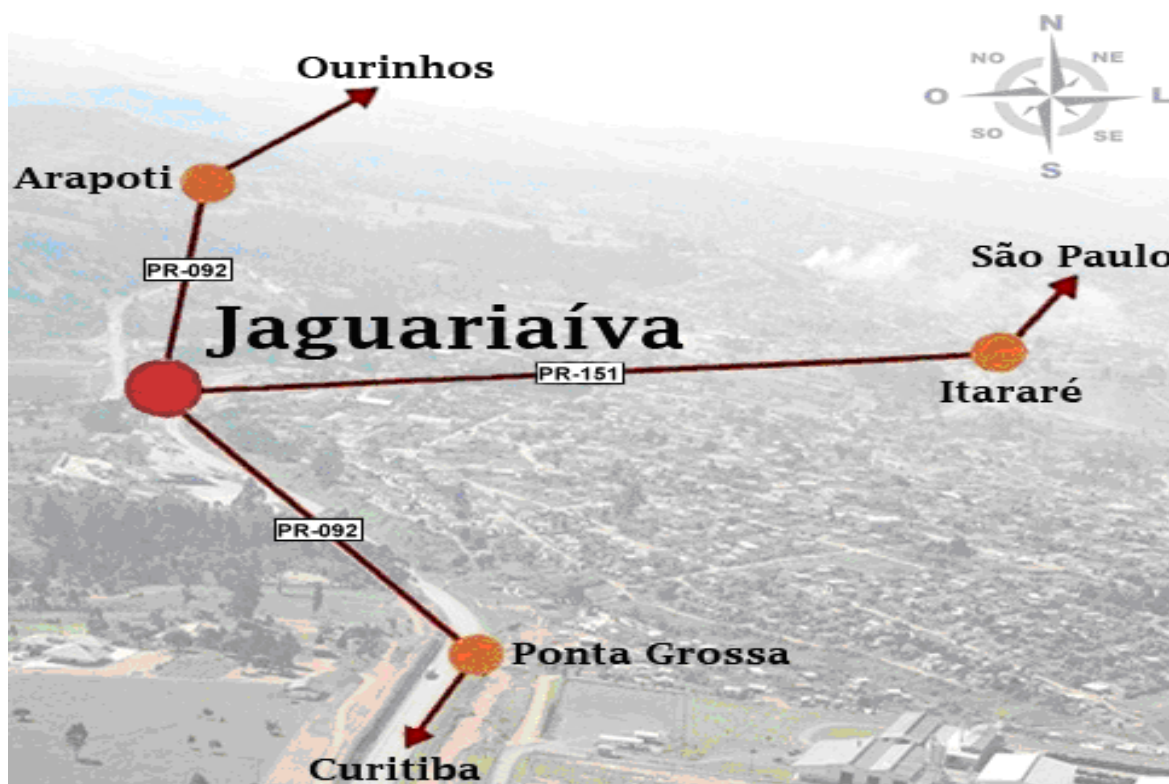 N
Ourinhos
NO
NE
O
L
SO
SE
Arapoti
S
São Paulo
PR-092
Jaguariaíva
PR-151
Itararé
PR-092
Ponta Grossa
Curitiba